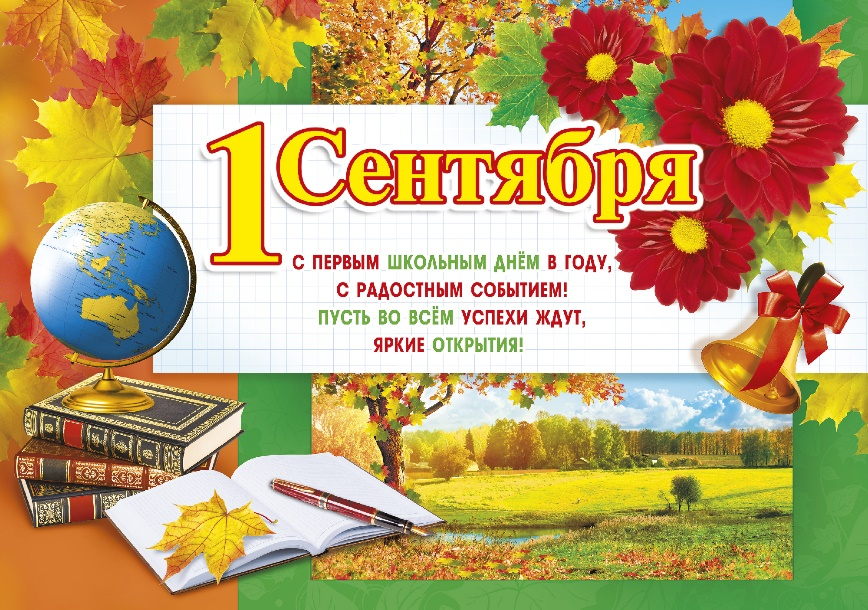 1 Сентября
С ПЕРВЫМ ШКОЛЬНЫМ ДНЁМ В ГОДУ,
С РАДОСТНЫМ СОБЫТИЕМ!
ПУСТЬ ВО ВСЁМ УСПЕХИ ЖДУТ,
ЯРКИЕ ОТКРЫТИЯ!